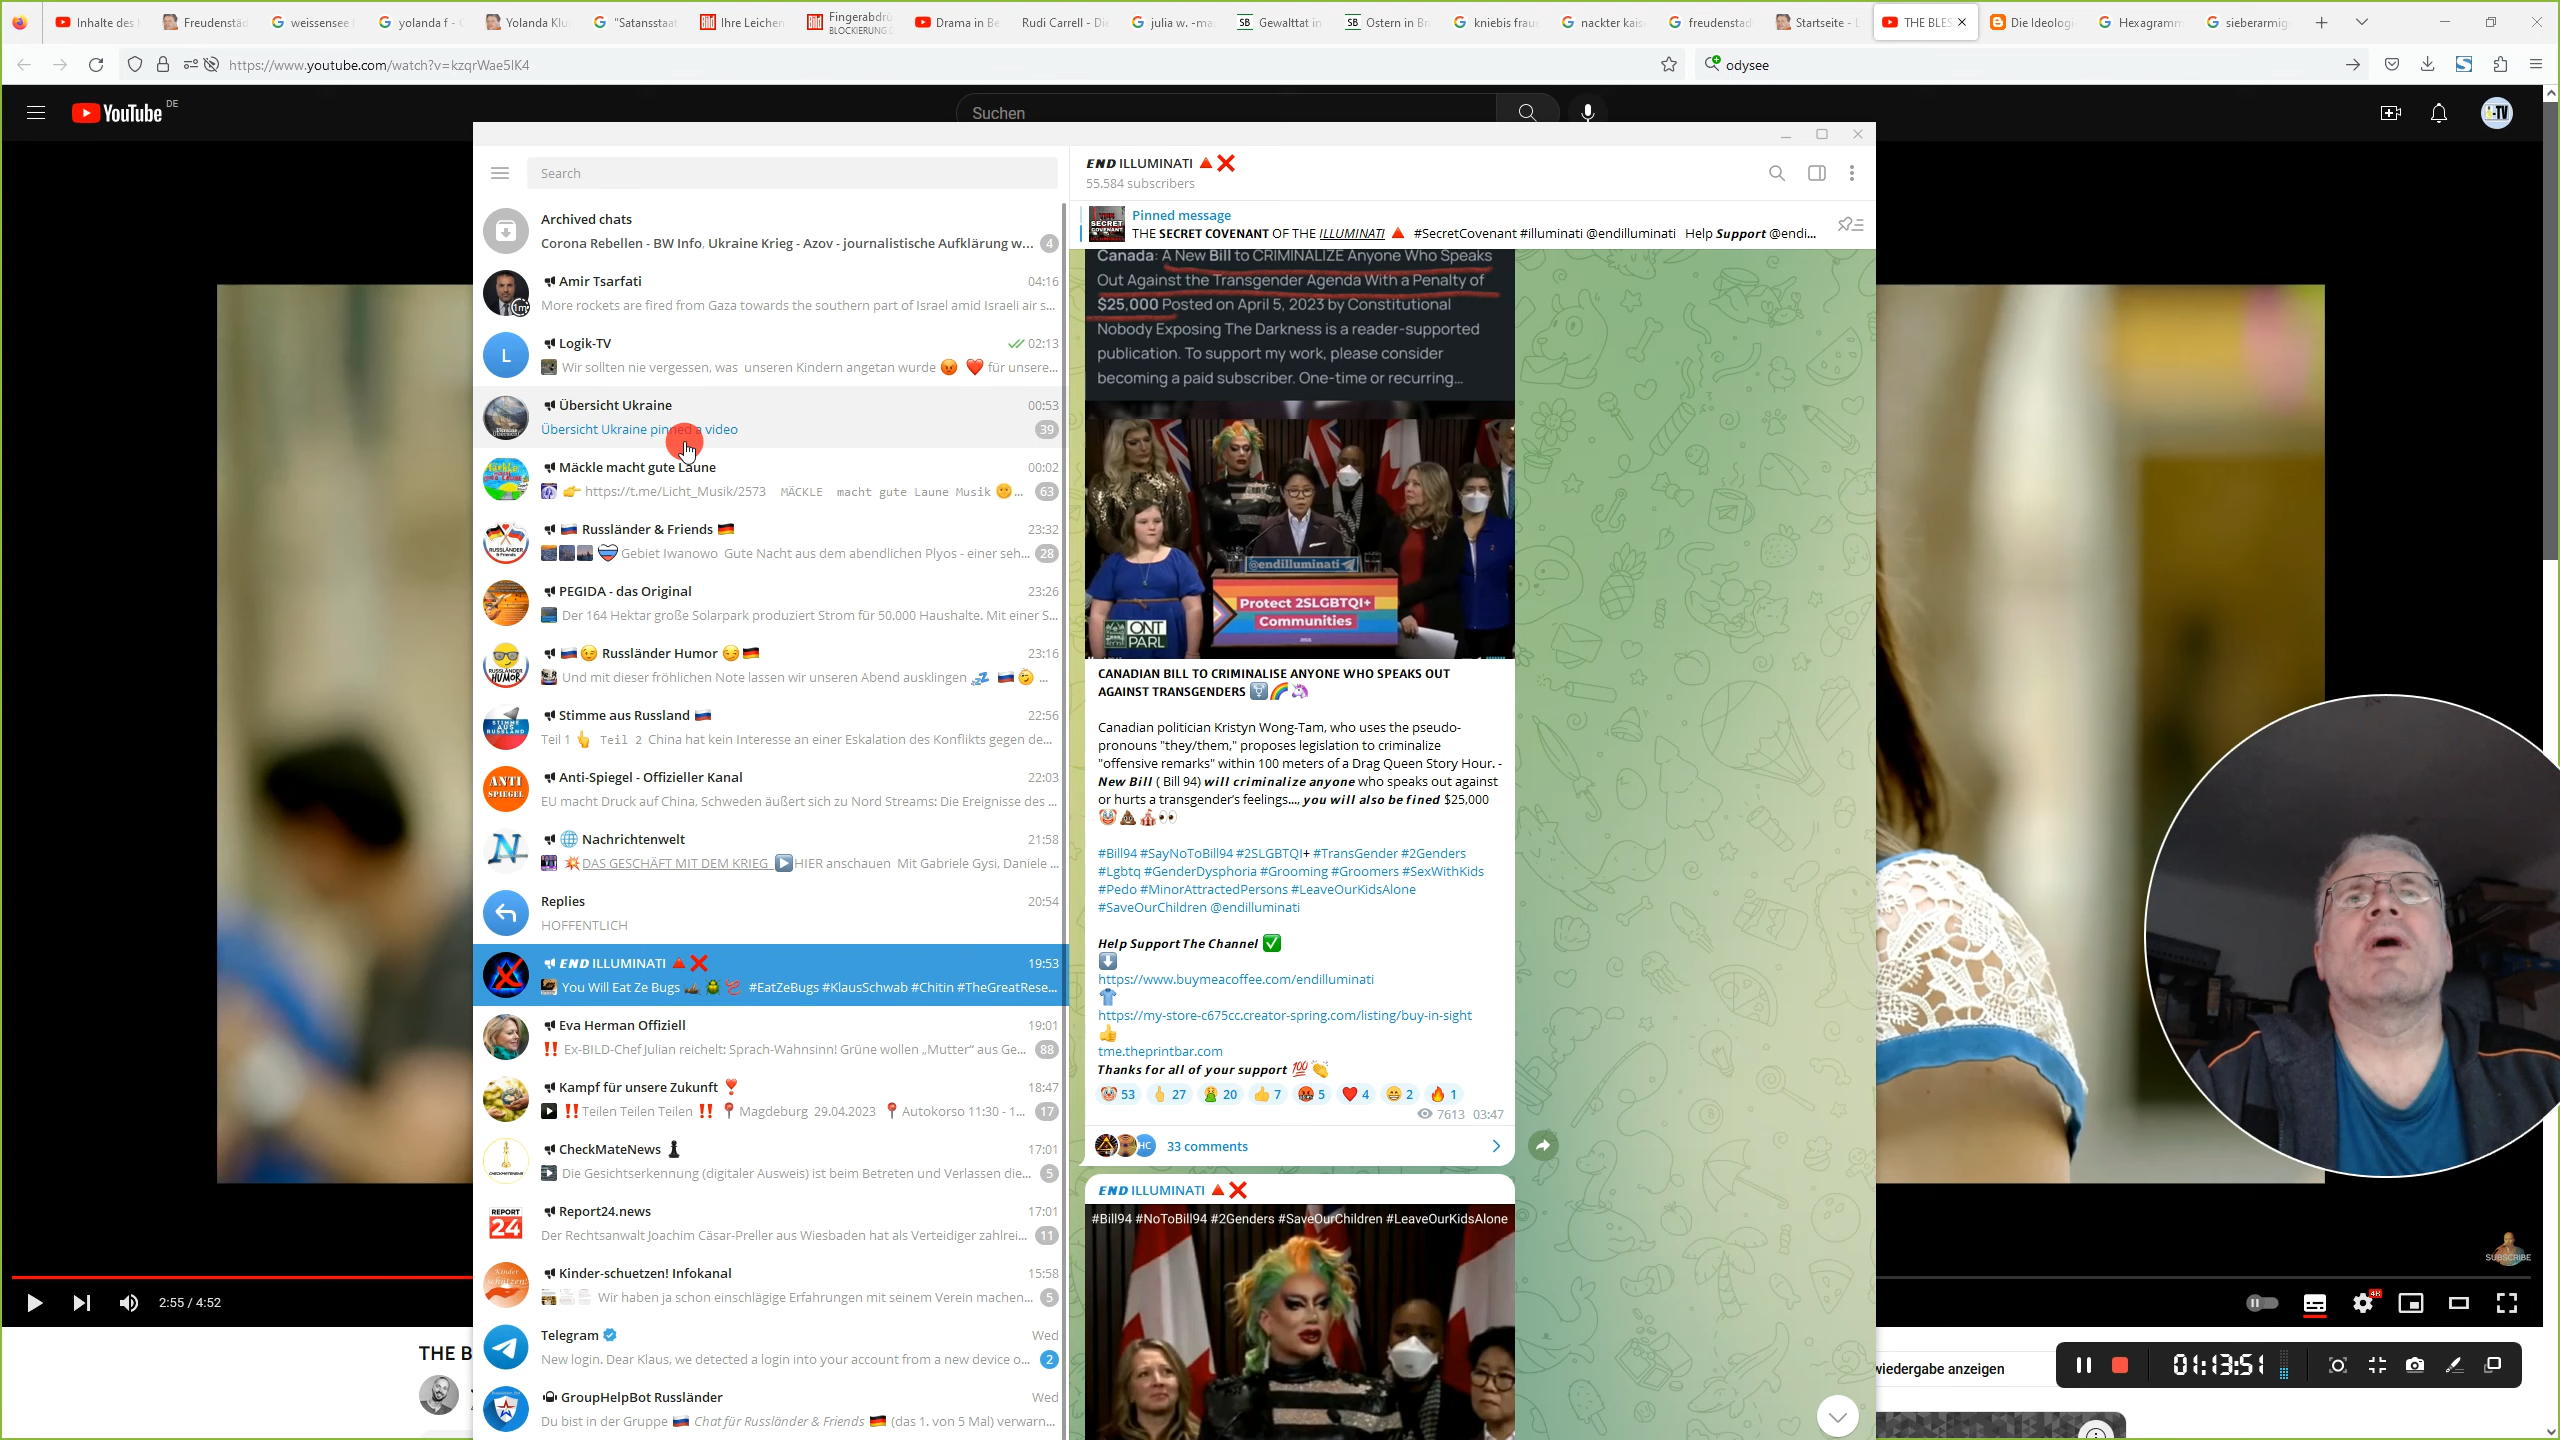 Inhalte des
Freudenstäd
weissensee
yolanda f -
Yolanda Klu
"Satansstaat
Ihre Leichen
Fingerabdrü
BLOCKIERUNG
Drama in Be
Rudi Carrell - Die
julia w. -ma
Gewalttat in
Ostern in Br
kniebis frau
nackter kais
freudenstad
Startseite - L
THE BLES
Die Ideologi
Hexagramm
sieberarmig
https://www.youtube.com/watch?v=kzqrWae5lK4
odysee
YouTube DE
Suchen
Search
Archived chats
Corona Rebellen - BW Info, Ukraine Krieg - Azov - journalistische Aufklärung w... 4
Amir Tsarfati 04:16
More rockets are fired from Gaza towards the southern part of Israel amid Israeli air s...
L
Logik-TV 02:13
Wir sollten nie vergessen, was unseren Kindern angetan wurde 😡 ❤️ für unsere...
Übersicht Ukraine 00:53
Übersicht Ukraine pinned a video 39
Mäckle macht gute Laune 00:02
👉 https://t.me/Licht_Musik/2573 MÄCKLE macht gute Laune Musik 🌞... 63
🇷🇺 Russländer & Friends 🇩🇪 23:32
Gebiet Iwanowo Gute Nacht aus dem abendlichen Plyos - einer seh... 28
PEGIDA - das Original 23:26
Der 164 Hektar große Solarpark produziert Strom für 50.000 Haushalte. Mit einer S...
🇷🇺😉 Russländer Humor 😏🇩🇪 23:16
Und mit dieser fröhlichen Note lassen wir unseren Abend ausklingen 💤 🇷🇺 😉 ...
Stimme aus Russland 🇷🇺 22:56
Teil 1 👆 Teil 2 China hat kein Interesse an einer Eskalation des Konflikts gegen de...
ANTI
SPIEGEL
Anti-Spiegel - Offizieller Kanal 22:03
EU macht Druck auf China, Schweden äußert sich zu Nord Streams: Die Ereignisse des ...
🌐 Nachrichtenwelt 21:58
💥DAS GESCHÄFT MIT DEM KRIEG ▶️HIER anschauen Mit Gabriele Gysi, Daniele ...
Replies 20:54
HOFFENTLICH
END ILLUMINATI 🔺❌ 19:53
You Will Eat Ze Bugs #EatZeBugs #KlausSchwab #Chitin #TheGreatRese...
Eva Herman Offiziell 19:01
‼️ Ex-BILD-Chef Julian reichelt: Sprach-Wahnsinn! Grüne wollen „Mutter“ aus Ge... 88
Kampf für unsere Zukunft ❣️ 18:47
‼️Teilen Teilen Teilen ‼️ 📍Magdeburg 29.04.2023 📍Autokorso 11:30 - 1... 17
CheckMateNews ♟️ 17:01
Die Gesichtserkennung (digitaler Ausweis) ist beim Betreten und Verlassen die... 5
REPORT
24
Report24.news 17:01
Der Rechtsanwalt Joachim Cäsar-Preller aus Wiesbaden hat als Verteidiger zahlrei... 11
Kinder-schuetzen! Infokanal 15:58
Wir haben ja schon einschlägige Erfahrungen mit seinem Verein machen... 5
Telegram Wed
New login. Dear Klaus, we detected a login into your account from a new device o... 2
GroupHelpBot Russländer Wed
Du bist in der Gruppe 🇷🇺 Chat für Russländer & Friends 🇩🇪 (das 1. von 5 Mal) verwarn...
END ILLUMINATI 🔺❌
55.584 subscribers
Pinned message
THE SECRET COVENANT OF THE ILLUMINATI 🔺 #SecretCovenant #illuminati @endilluminati Help Support @endi...
Canada: A New Bill to CRIMINALIZE Anyone Who Speaks
Out Against the Transgender Agenda With a Penalty of
$25,000 Posted on April 5, 2023 by Constitutional
Nobody Exposing The Darkness is a reader-supported
publication. To support my work, please consider
becoming a paid subscriber. One-time or recurring...
@endilluminati
Protect 2SLGBTQI+
Communities
ONT
PARL
CANADIAN BILL TO CRIMINALISE ANYONE WHO SPEAKS OUT
AGAINST TRANSGENDERS ⚧️🌈🦄
Canadian politician Kristyn Wong-Tam, who uses the pseudo-
pronouns "they/them," proposes legislation to criminalize
"offensive remarks" within 100 meters of a Drag Queen Story Hour. -
New Bill ( Bill 94) will criminalize anyone who speaks out against
or hurts a transgender's feelings..., you will also be fined $25,000
🤡💩🎪👀
#Bill94 #SayNoToBill94 #2SLGBTQI+ #TransGender #2Genders
#Lgbtq #GenderDysphoria #Grooming #Groomers #SexWithKids
#Pedo #MinorAttractedPersons #LeaveOurKidsAlone
#SaveOurChildren @endilluminati
Help Support The Channel ✅
⬇️
https://www.buymeacoffee.com/endilluminati
👕
https://my-store-c675cc.creator-spring.com/listing/buy-in-sight
👍
tme.theprintbar.com
Thanks for all of your support 💯👏
🤡 53 🖕 27 🤮 20 👍 7 🤬 5 ❤️ 4 😁 2 🔥 1
7613 03:47
HC 33 comments
END ILLUMINATI 🔺❌
#Bill94 #NoToBill94 #2Genders #SaveOurChildren #LeaveOurKidsAlone
SUBSCRIBE
2:55 / 4:52
4K
THE B
wiedergabe anzeigen
01:13:51